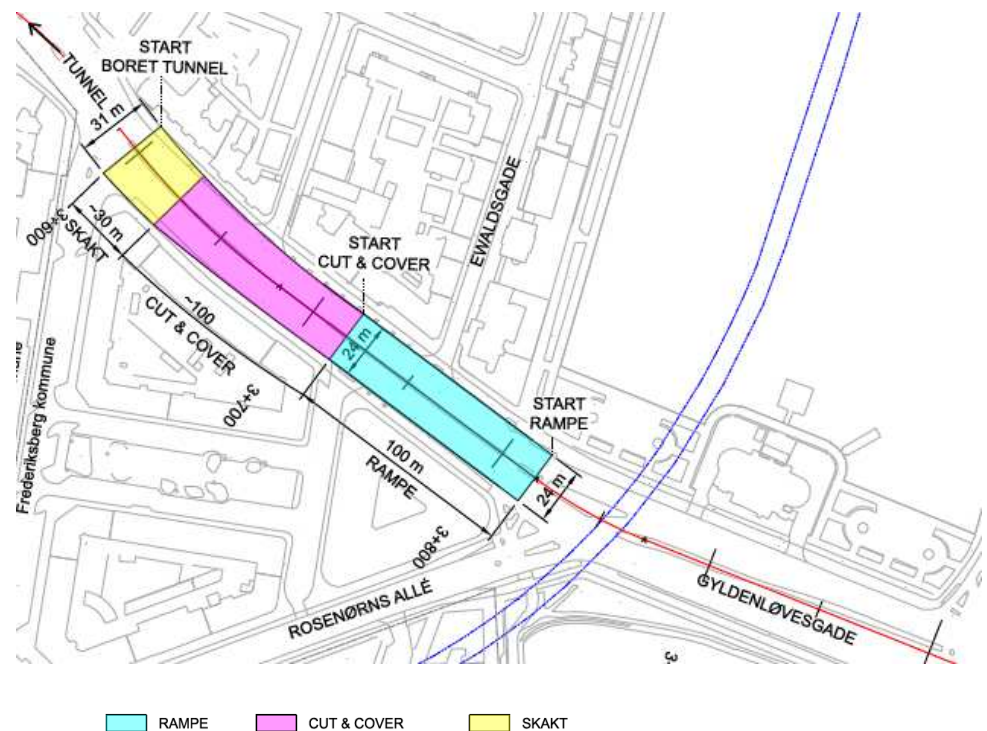 START
BORET TUNNEL
TUNNEL
31 m
3+600
~30 m
SKAKT
START
CUT & COVER
EWALDSGADE
~100
CUT & COVER
24 m
3+700
START
RAMPE
100 m
RAMPE
24 m
3+800
Frederiksberg kommune
ROSENØRNS ALLÉ
GYLDENLØVESGADE
RAMPE
CUT & COVER
SKAKT